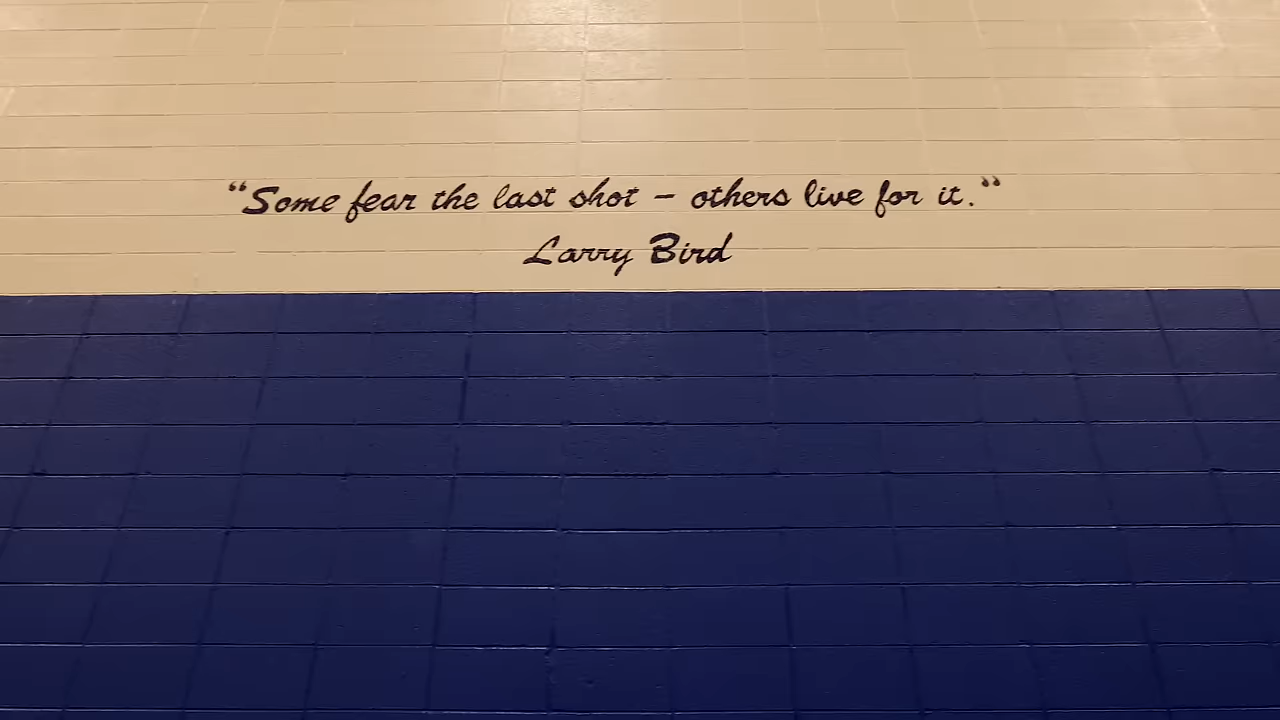 “Some fear the last shot – others live for it.”
Larry Bird